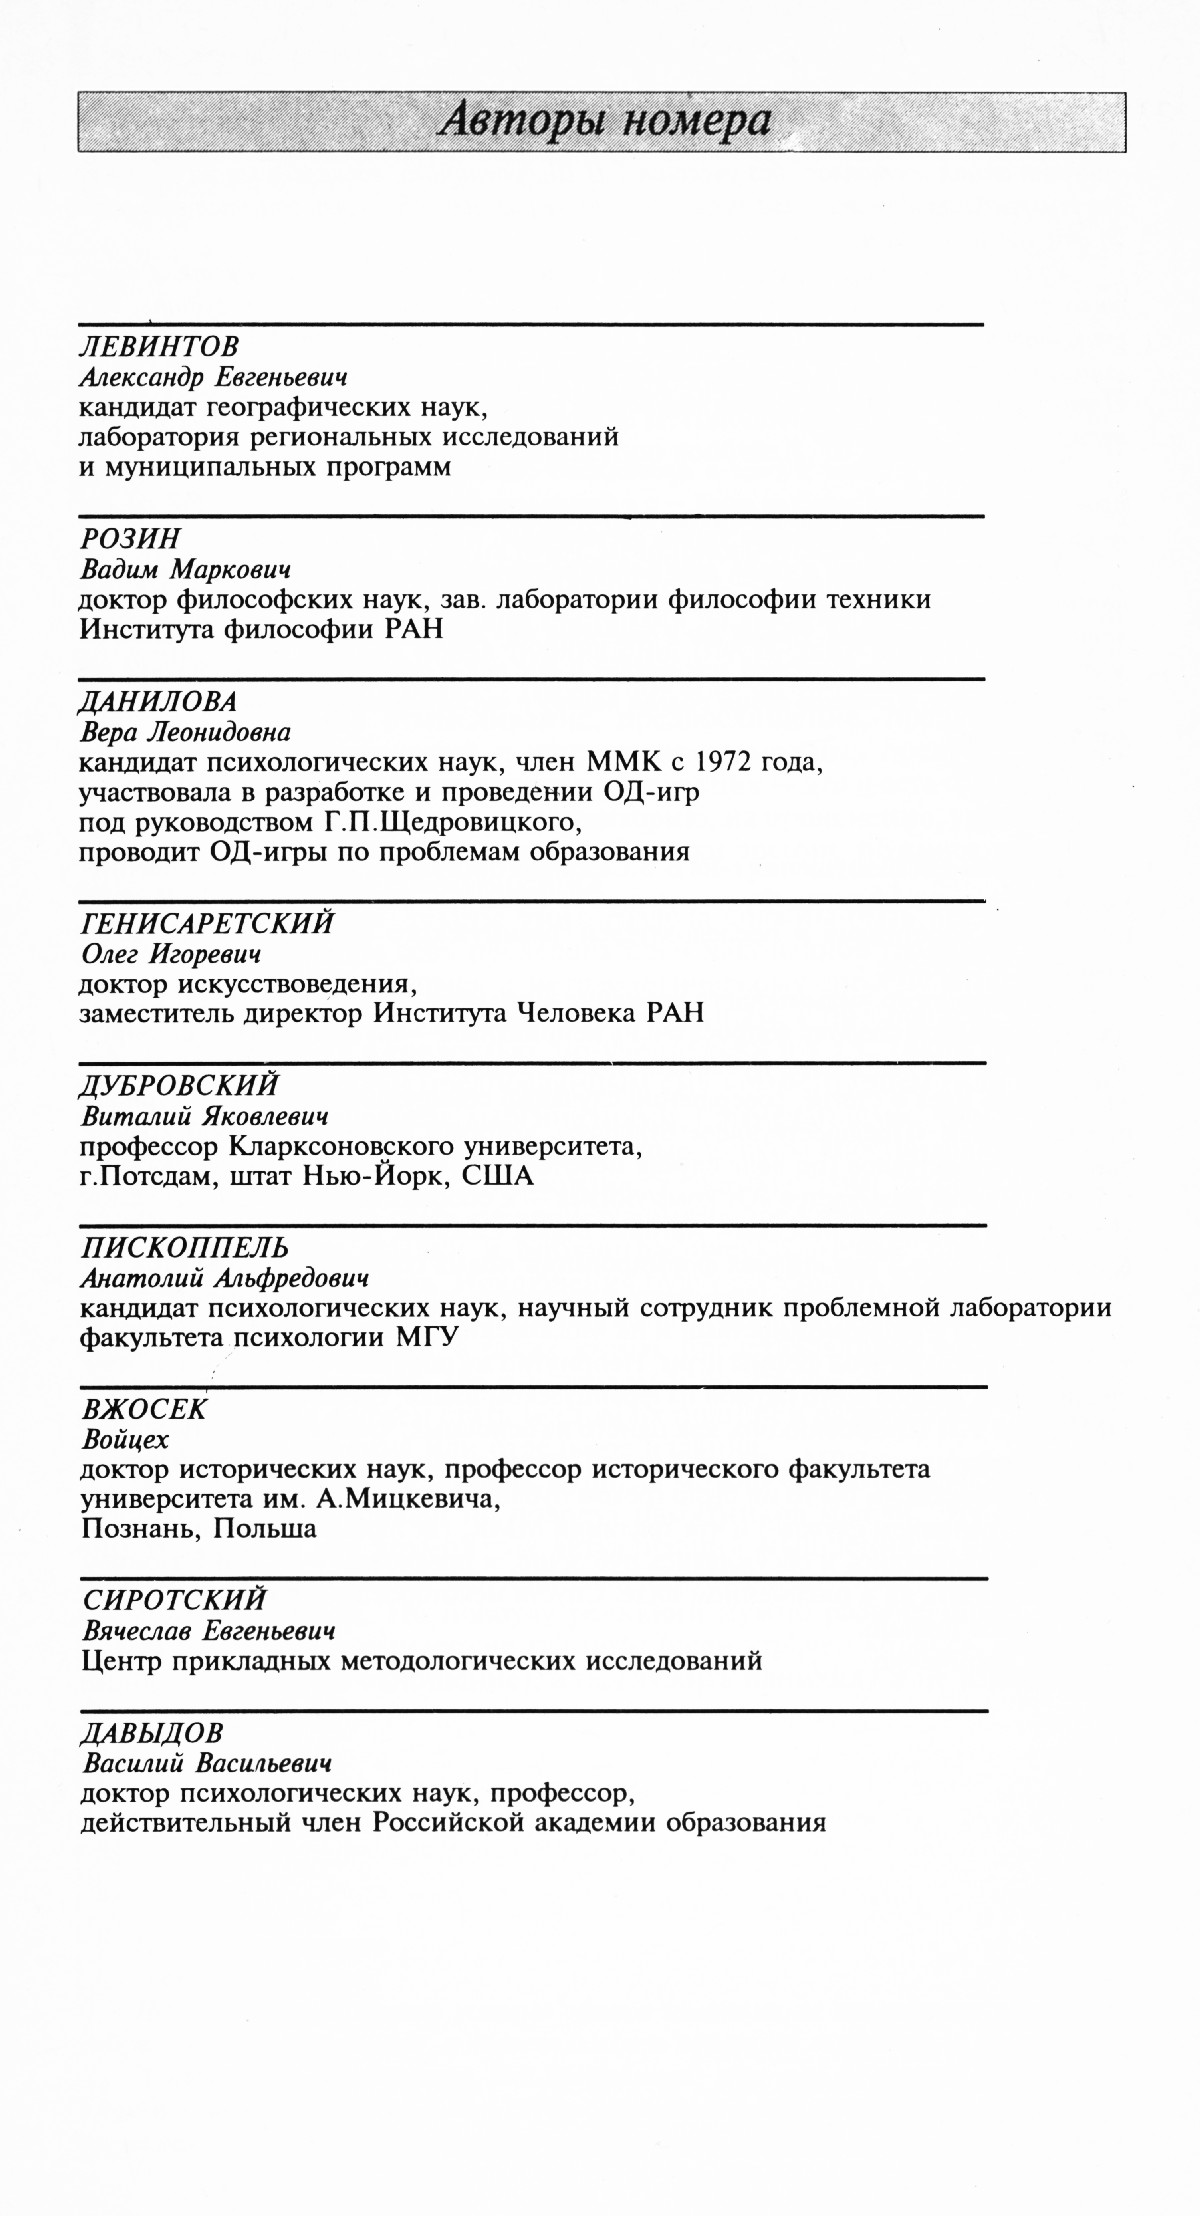 Авторы номера
ЛЕВИНТОВ
Александр Евгеньевич
кандидат географических наук,
лаборатория региональных исследований
и муниципальных программ
РОЗИН
Вадим Маркович
доктор философских наук, зав. лаборатории философии техники
Института философии РАН
ДАНИЛОВА
Вера Леонидовна
кандидат психологических наук, член ММК с 1972 года,
участвовала в разработке и проведении ОД-игр
под руководством Г.П.Щедровицкого,
проводит ОД-игры по проблемам образования
ГЕНИСАРЕТСКИЙ
Олег Игоревич
доктор искусствоведения,
заместитель директор Института Человека РАН
ДУБРОВСКИЙ
Виталий Яковлевич
профессор Кларксоновского университета,
г.Потсдам, штат Нью-Йорк, США
ПИСКОППЕЛЬ
Анатолий Альфредович
кандидат психологических наук, научный сотрудник проблемной лаборатории
факультета психологии МГУ
ВЖОСЕК
Войцех
доктор исторических наук, профессор исторического факультета
университета им. А.Мицкевича,
Познань, Польша
СИРОТСКИЙ
Вячеслав Евгеньевич
Центр прикладных методологических исследований
ДАВЫДОВ
Василий Васильевич
доктор психологических наук, профессор,
действительный член Российской академии образования